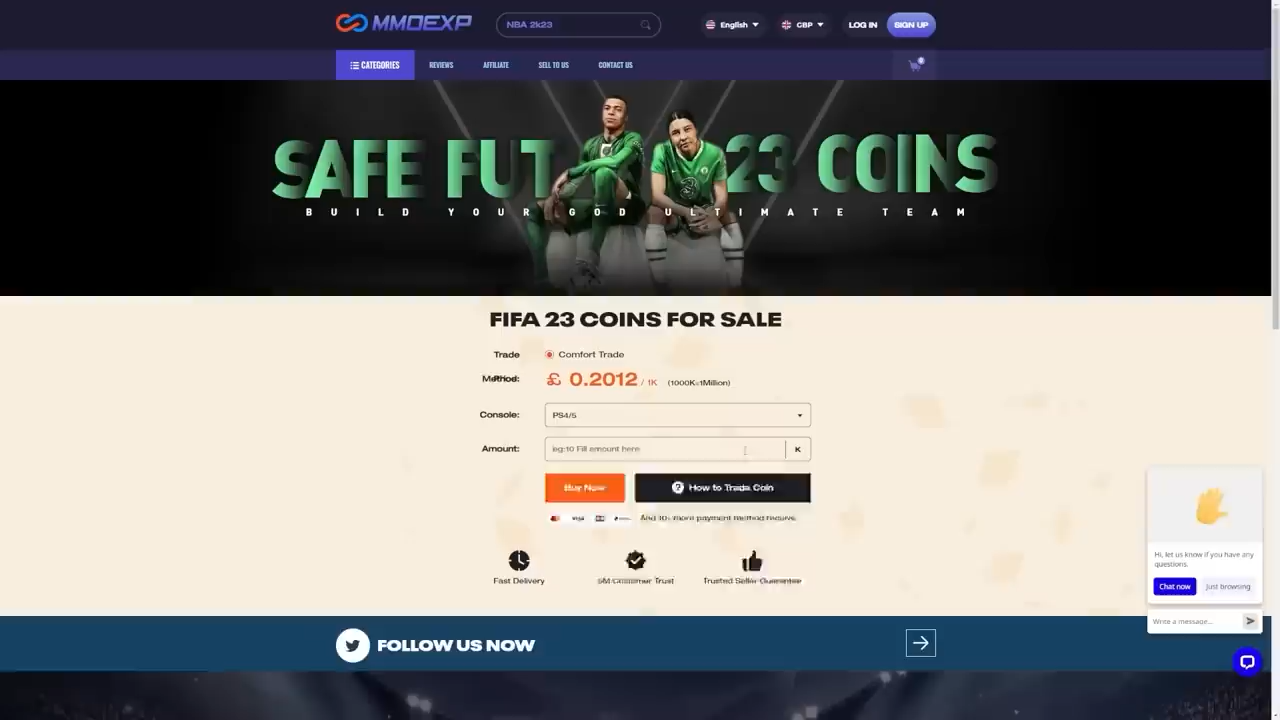 MMOEXP
NBA 2k23
English
GBP
LOG IN
SIGN UP
0
CATEGORIES
REVIEWS
AFFILIATE
SELL TO US
CONTACT US
SAFE FUT 23 COINS
BUILD YOUR GOD ULTIMATE TEAM
FIFA 23 COINS FOR SALE
Trade
Comfort Trade
£ 0.2012 / 1K (1000K=1Million)
Console:
PS4/5
Amount:
eg:10 Fill amount here
K
Buy Now
? How to Trade Coin
VISA
And 10+ more payment method
Fast Delivery
5M Customer Trust
Trusted Seller Guarantee
FOLLOW US NOW
Hi, let us know if you have any
questions.
Chat now
Just browsing
Write a message...